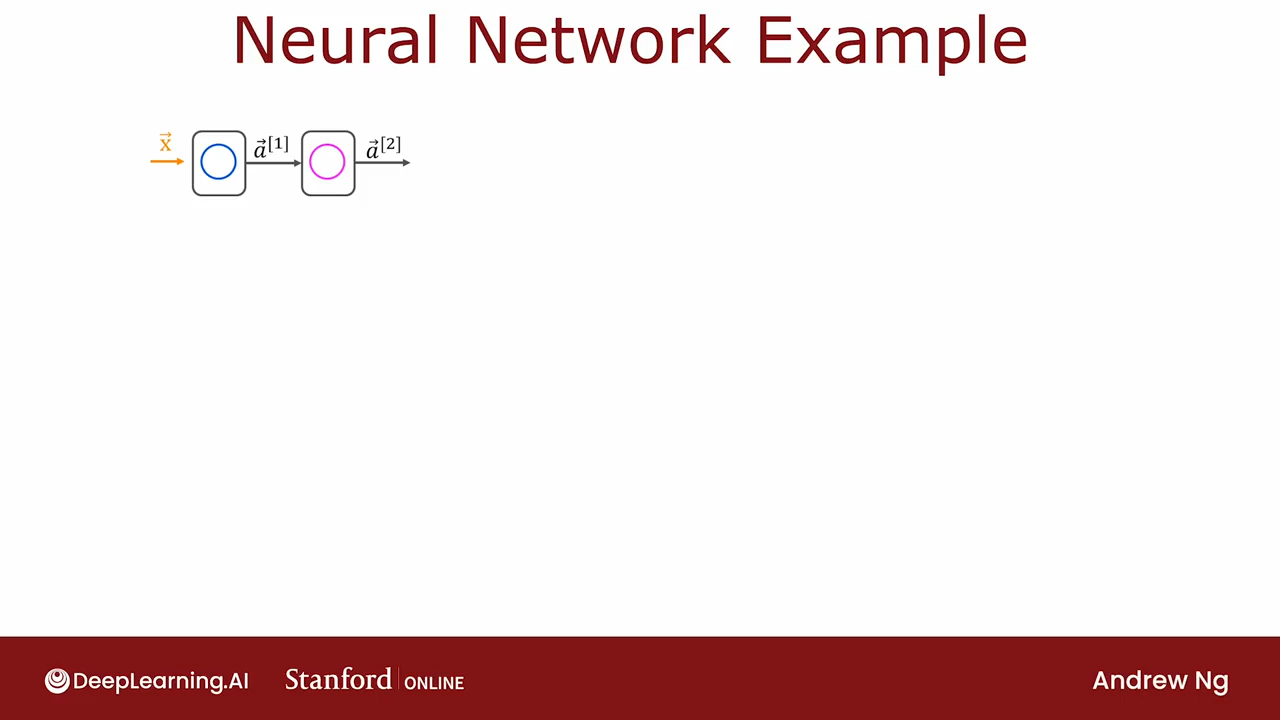 Neural Network Example
x⃗ a⃗[1] a⃗[2]
DeepLearning.AI Stanford ONLINE Andrew Ng